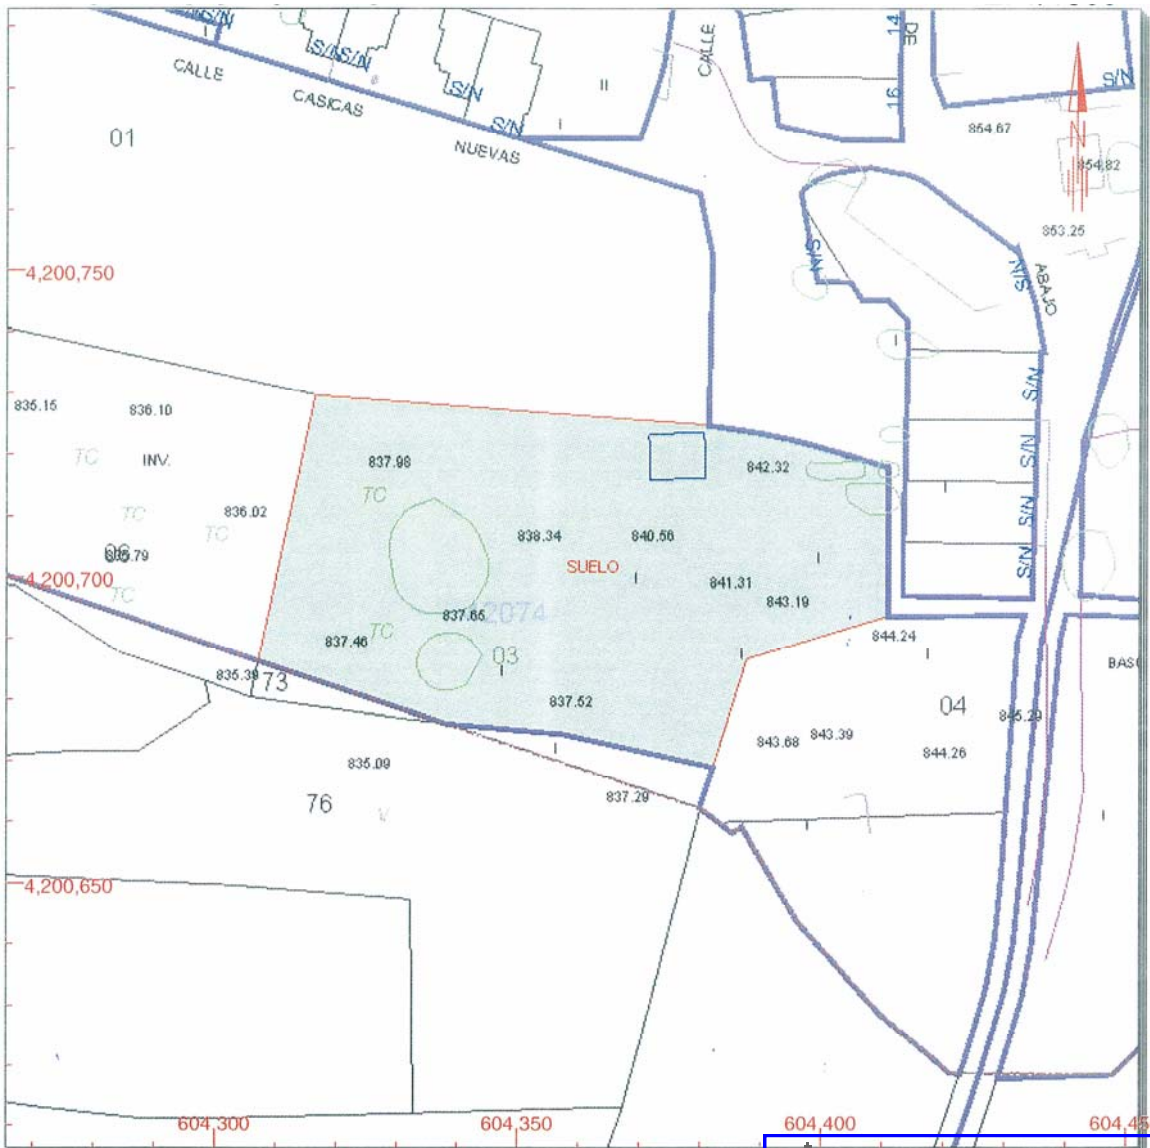 S/N
S/N S/N
CALLE
CASICAS
S/N
S/N
NUEVAS
II
I
I
01
CALLE
14
DE
16
S/N
854.67
N
854.82
853.25
S/N
S/N
ABAJO
4,200,750
I
835.15
836.10
TC
INV.
TC
836.02
TC
TC
4,200,700
837.98
TC
842.32
838.34
840.56
SUELO
I
I
841.31
843.19
837.65
42074
TC
837.46
03
I
837.52
I
I
S/N
S/N
I
S/N
S/N
844.24
I
BASC
04
845.29
843.68
843.39
844.26
835.39
73
835.09
76
V
837.29
I
I
4,200,650
604,300
604,350
604,400
604,45